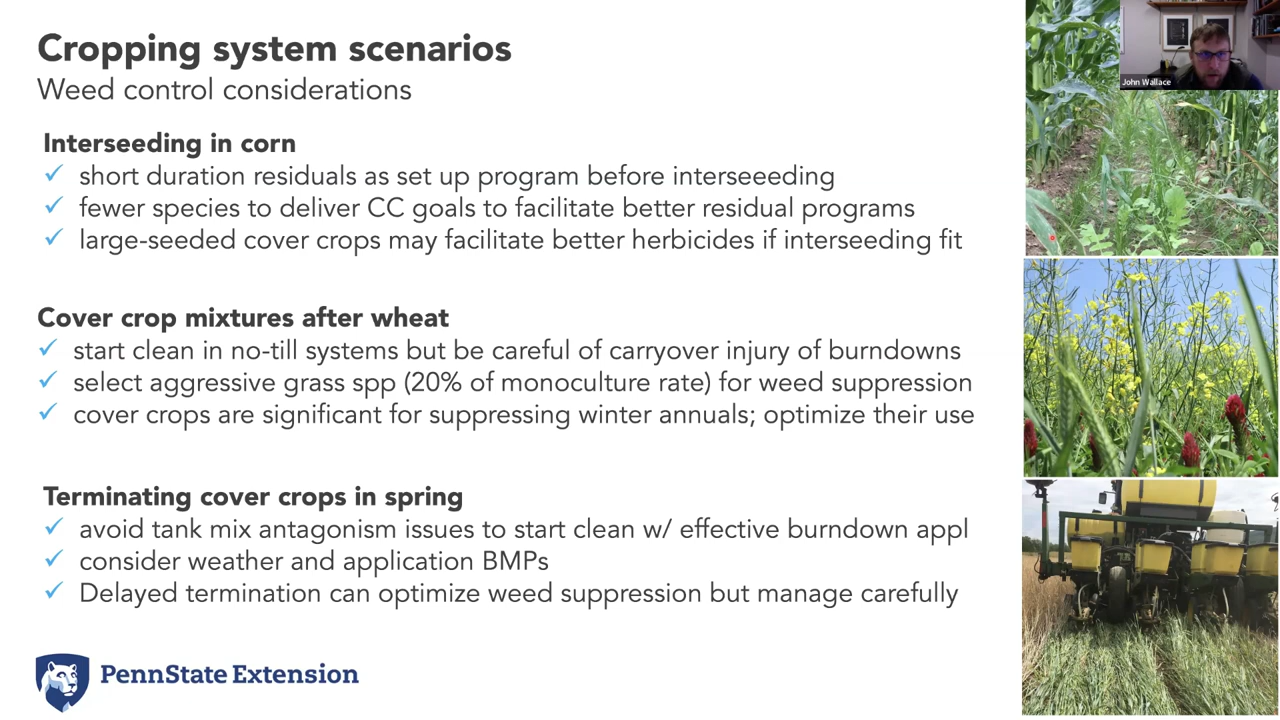 Cropping system scenarios
Weed control considerations
Interseeding in corn
✓ short duration residuals as set up program before interseeeding
✓ fewer species to deliver CC goals to facilitate better residual programs
✓ large-seeded cover crops may facilitate better herbicides if interseeding fit
Cover crop mixtures after wheat
✓ start clean in no-till systems but be careful of carryover injury of burndowns
✓ select aggressive grass spp (20% of monoculture rate) for weed suppression
✓ cover crops are significant for suppressing winter annuals; optimize their use
Terminating cover crops in spring
✓ avoid tank mix antagonism issues to start clean w/ effective burndown appl
✓ consider weather and application BMPs
✓ Delayed termination can optimize weed suppression but manage carefully
PennState Extension
John Wallace